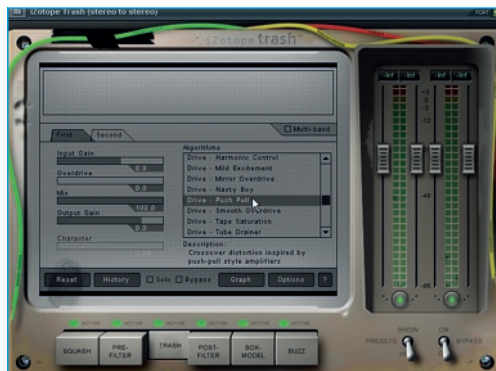 iZotope Trash (stereo to stereo)
PORT
iZotope trash
-Inf -Inf -Inf -Inf
First Second
Multi-band
Input Gain
0.0
Overdrive
0.0
Mix
100.0
Output Gain
0.0
Character
Algorithms
Drive - Harmonic Control
Drive - Mild Excitement
Drive - Mirror Overdrive
Drive - Nasty Boy
Drive - Push Pull
Drive - Smooth Overdrive
Drive - Tape Saturation
Drive - Tube Drainer
Description:
Crossover distortion inspired by
push-pull style amplifiers
Reset History Solo Bypass Graph Options ?
ACTIVE ACTIVE ACTIVE ACTIVE ACTIVE ACTIVE
SQUASH PRE-FILTER TRASH POST-FILTER BOX-MODEL BUZZ
SHOW ON
PRESETS BYPASS